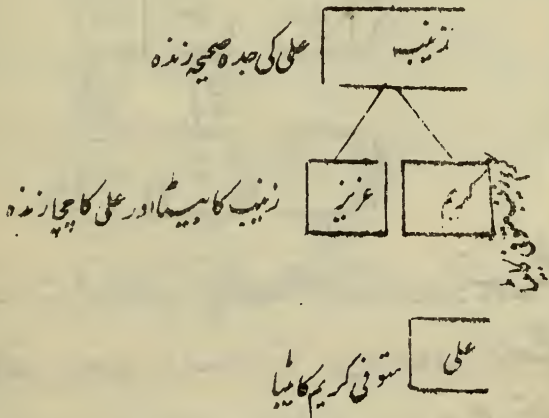 زینب علی کی جدہ صحیحہ زندہ
کریم
عزیز زینب کا بیٹا اور علی کا چچا زندہ
علی متوفی کریم کا بیٹا